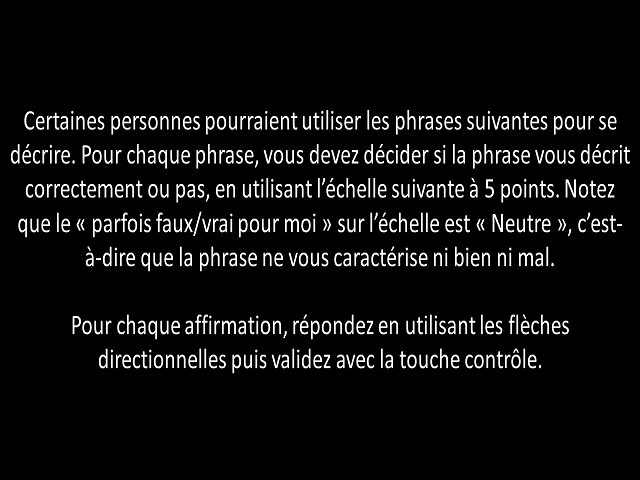 Certaines personnes pourraient utiliser les phrases suivantes pour se
décrire. Pour chaque phrase, vous devez décider si la phrase vous décrit
correctement ou pas, en utilisant l’échelle suivante à 5 points. Notez
que le « parfois faux/vrai pour moi » sur l’échelle est « Neutre », c’est-
à-dire que la phrase ne vous caractérise ni bien ni mal.
Pour chaque affirmation, répondez en utilisant les flèches
directionnelles puis validez avec la touche contrôle.